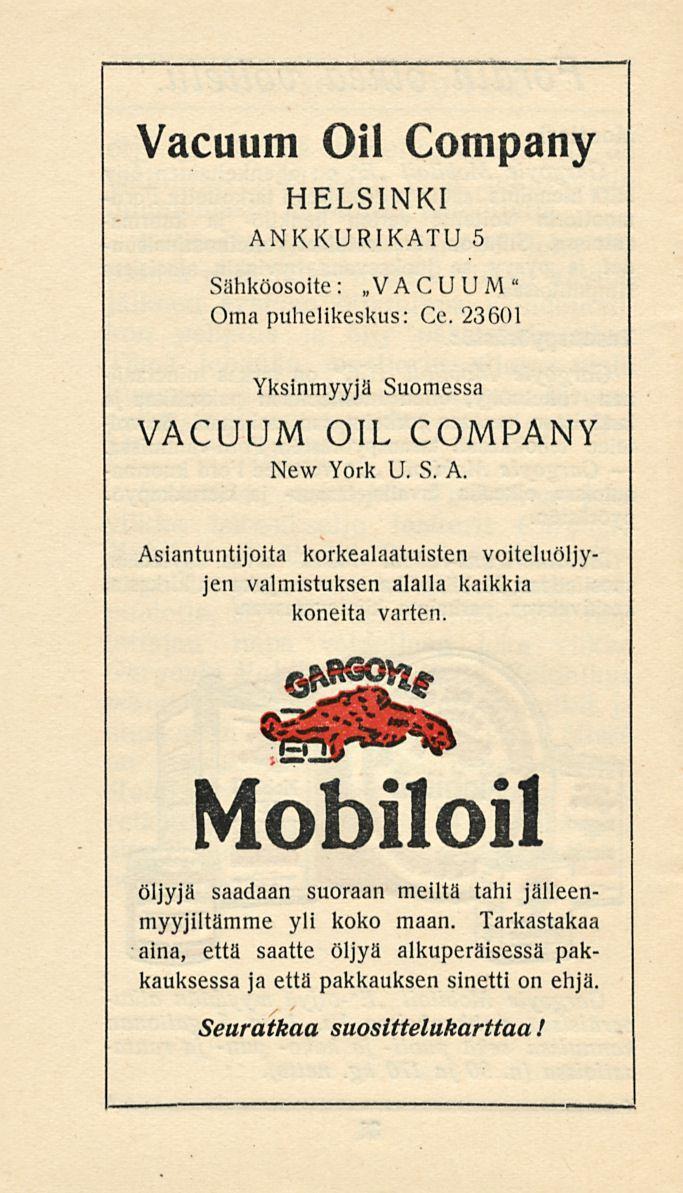 Vacuum Oil Company
HELSINKI
ANKKURIKATU 5
Sähköosoite: „VACUUM“
Oma puhelikeskus: Ce. 23601
Yksinmyyjä Suomessa
VACUUM OIL COMPANY
New York U. S. A.
Asiantuntijoita korkealaatuisten voiteluöljy-
jen valmistuksen alalla kaikkia
koneita varten.
GARGOYLE
Mobiloil
öljyjä saadaan suoraan meiltä tahi jälleen-
myyjiltämme yli koko maan. Tarkastakaa
aina, että saatte öljyä alkuperäisessä pak-
kauksessa ja että pakkauksen sinetti on ehjä.
Seuratkaa suosittelukarttaa!